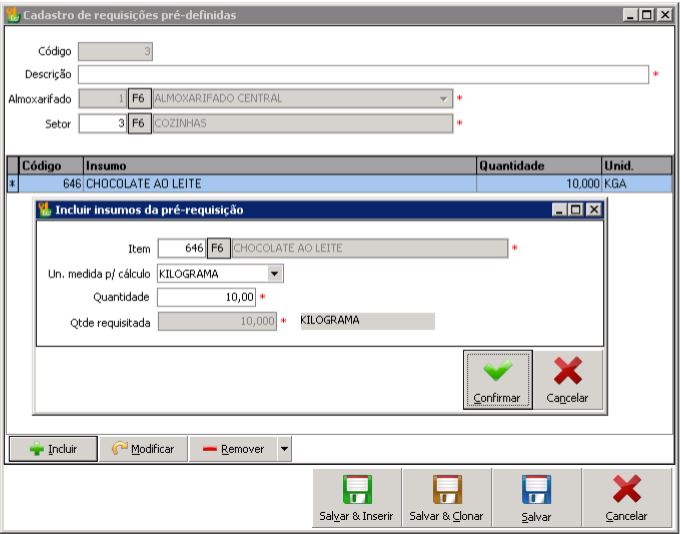 Cadastro de requisições pré-definidas
Código 3
Descrição *
Almoxarifado 1 F6 ALMOXARIFADO CENTRAL *
Setor 3 F6 COZINHAS *
Código Insumo Quantidade Unid.
* 646 CHOCOLATE AO LEITE 10,000 KGA
Incluir insumos da pré-requisição
Item 646 F6 CHOCOLATE AO LEITE *
Un. medida p/ cálculo KILOGRAMA
Quantidade 10,00 *
Qtde requisitada 10,000 * KILOGRAMA
Confirmar Cancelar
Incluir Modificar Remover
Salvar & Inserir Salvar & Clonar Salvar Cancelar